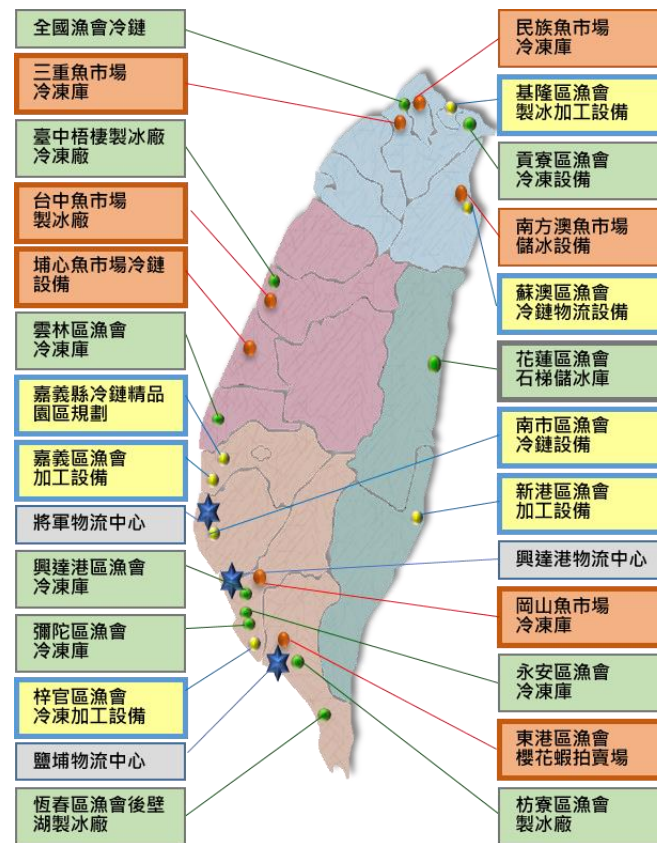 全國漁會冷鏈
三重魚市場
冷凍庫
臺中梧棲製冰廠
冷凍廠
台中魚市場
製冰廠
埔心魚市場冷鏈
設備
雲林區漁會
冷凍庫
嘉義縣冷鏈精品
園區規劃
嘉義區漁會
加工設備
將軍物流中心
興達港區漁會
冷凍庫
彌陀區漁會
冷凍庫
梓官區漁會
冷凍加工設備
鹽埔物流中心
恆春區漁會後壁
湖製冰廠
民族魚市場
冷凍庫
基隆區漁會
製冰加工設備
貢寮區漁會
冷凍設備
南方澳魚市場
儲冰設備
蘇澳區漁會
冷鏈物流設備
花蓮區漁會
石梯儲冰庫
南市區漁會
冷鏈設備
新港區漁會
加工設備
興達港物流中心
岡山魚市場
冷凍庫
永安區漁會
冷凍庫
東港區漁會
櫻花蝦拍賣場
枋寮區漁會
製冰廠